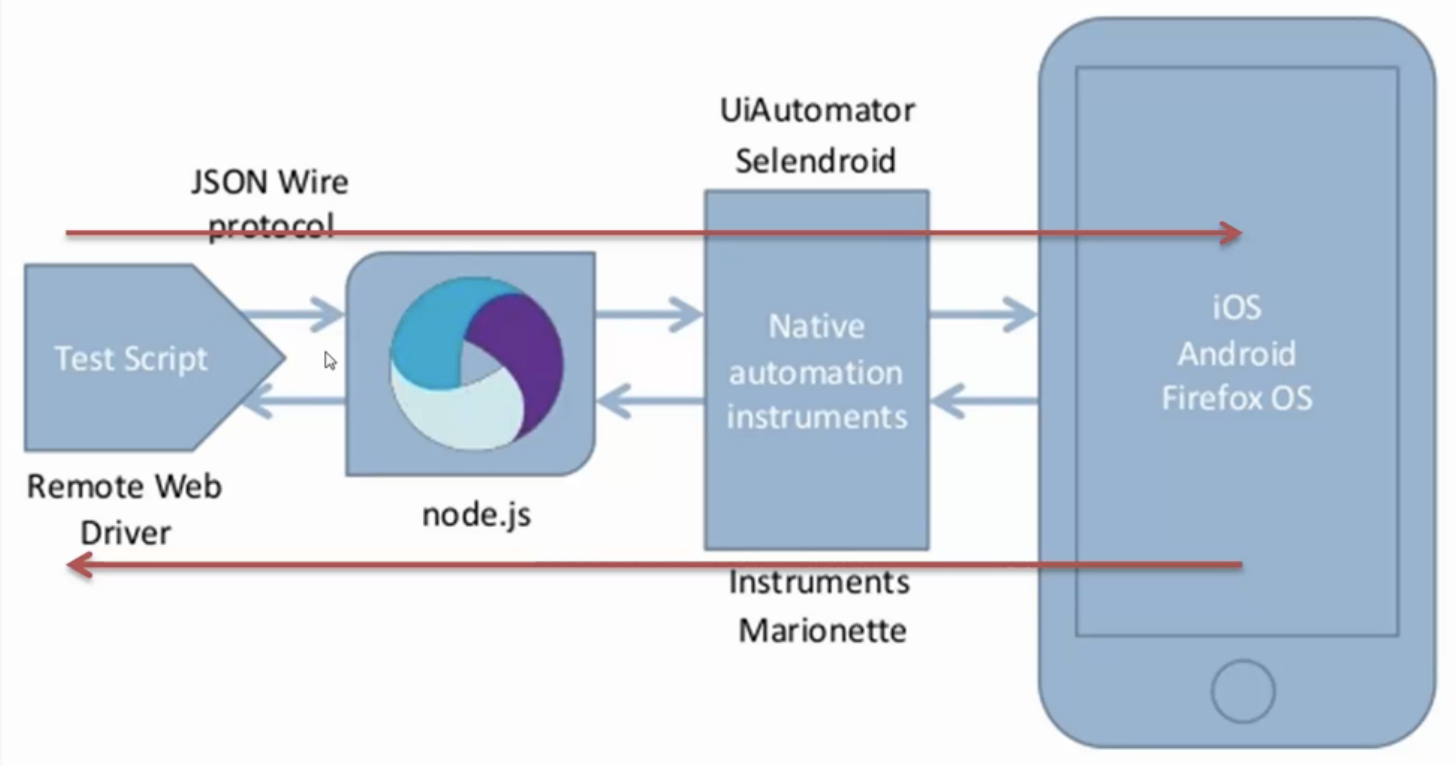 UiAutomator
Selendroid
JSON Wire
protocol
Test Script
Remote Web
Driver
node.js
Native
automation
instruments
Instruments
Marionette
iOS
Android
Firefox OS